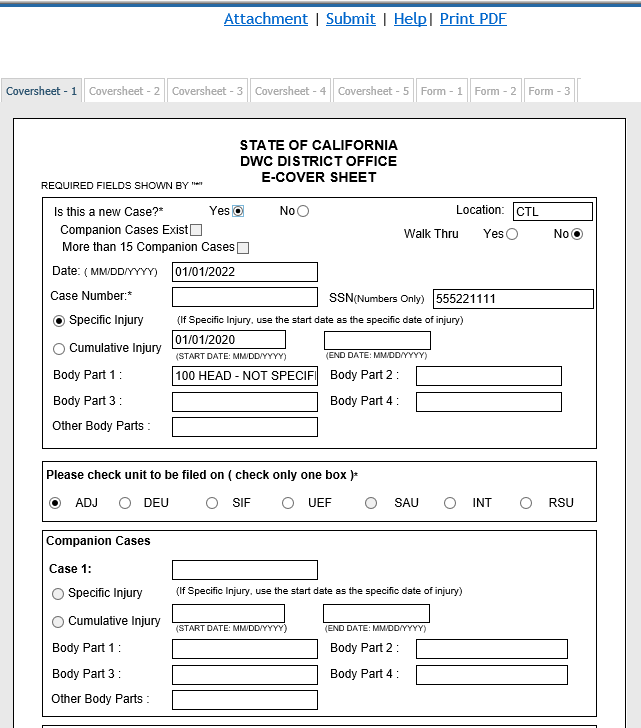 Attachment | Submit | Help | Print PDF
Coversheet - 1 Coversheet - 2 Coversheet - 3 Coversheet - 4 Coversheet - 5 Form - 1 Form - 2 Form - 3
STATE OF CALIFORNIA
DWC DISTRICT OFFICE
E-COVER SHEET
REQUIRED FIELDS SHOWN BY "*"
Is this a new Case?* Yes No Location: CTL
Companion Cases Exist Walk Thru Yes No
More than 15 Companion Cases
Date: ( MM/DD/YYYY) 01/01/2022
Case Number:* SSN(Numbers Only) 555221111
Specific Injury (If Specific Injury, use the start date as the specific date of injury)
Cumulative Injury 01/01/2020
(START DATE: MM/DD/YYYY) (END DATE: MM/DD/YYYY)
Body Part 1 : 100 HEAD - NOT SPECIFI Body Part 2 :
Body Part 3 : Body Part 4 :
Other Body Parts :
Please check unit to be filed on ( check only one box )*
ADJ DEU SIF UEF SAU INT RSU
Companion Cases
Case 1:
Specific Injury (If Specific Injury, use the start date as the specific date of injury)
Cumulative Injury
(START DATE: MM/DD/YYYY) (END DATE: MM/DD/YYYY)
Body Part 1 : Body Part 2 :
Body Part 3 : Body Part 4 :
Other Body Parts :